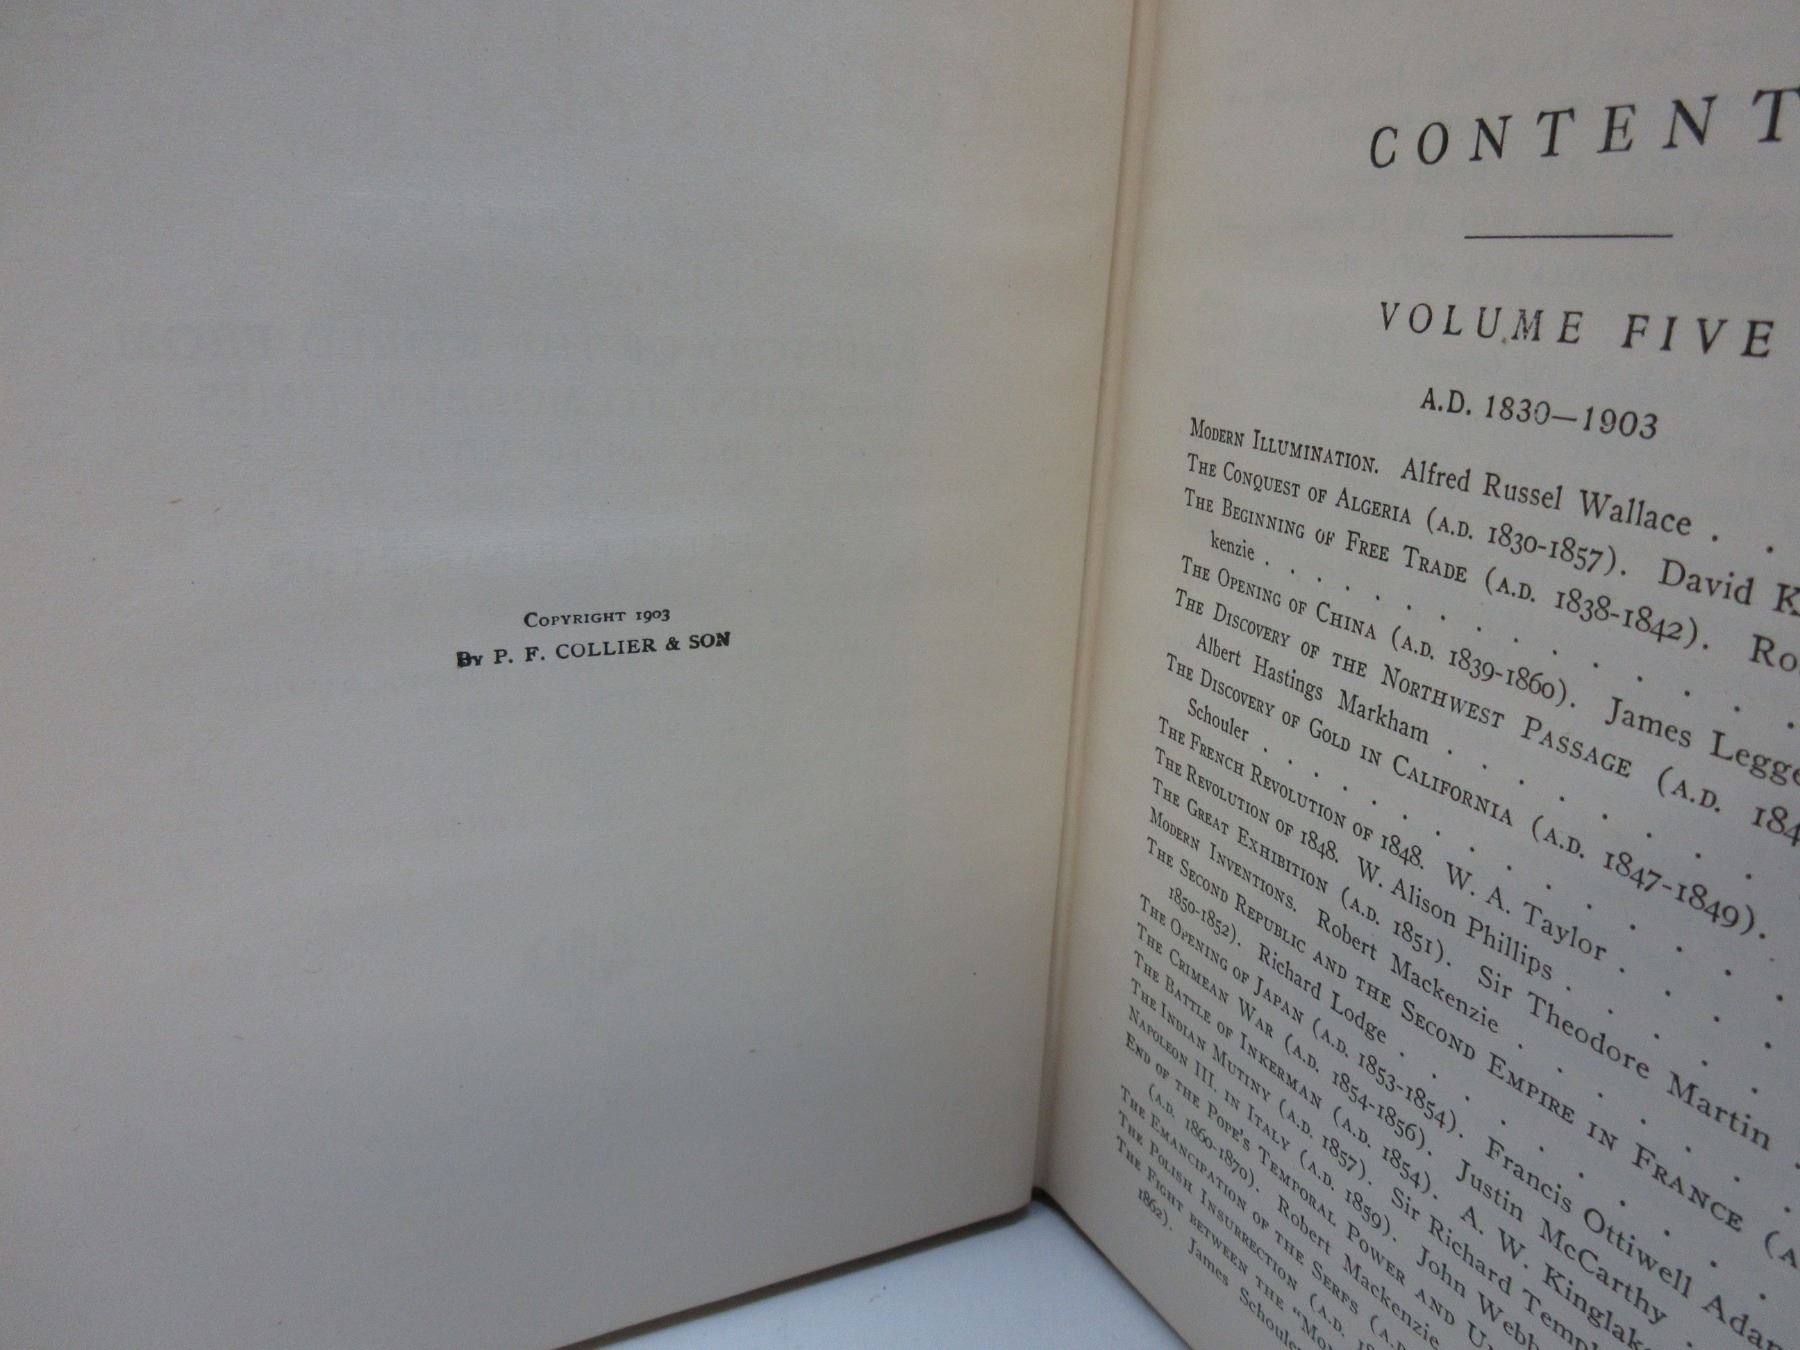 COPYRIGHT 1903
BY P. F. COLLIER & SON
CONTENT
VOLUME FIVE
A.D. 1830—1903
MODERN ILLUMINATION. Alfred Russel Wallace . .
THE CONQUEST OF ALGERIA (A.D. 1830-1857). David K
THE BEGINNING OF FREE TRADE (A.D. 1838-1842). Ro
kenzie . . . . . . . . . . . .
THE OPENING OF CHINA (A.D. 1839-1860). James Legge
THE DISCOVERY OF THE NORTHWEST PASSAGE (A.D. 184
Albert Hastings Markham . . . . . . .
THE DISCOVERY OF GOLD IN CALIFORNIA (A.D. 1847-1849).
Schouler . . . . . . . . . . . .
THE FRENCH REVOLUTION OF 1848. W. A. Taylor . . . .
THE REVOLUTION OF 1848. W. Alison Phillips . . . .
THE GREAT EXHIBITION (A.D. 1851). Sir Theodore Martin .
MODERN INVENTIONS. Robert Mackenzie . . . . . .
THE SECOND REPUBLIC AND THE SECOND EMPIRE IN FRANCE (A
1850-1852). Richard Lodge . . . . . . . .
THE OPENING OF JAPAN (A.D. 1853-1854). Francis Ottiwell Adam
THE CRIMEAN WAR (A.D. 1854-1856). Justin McCarthy .
THE BATTLE OF INKERMAN (A.D. 1854). A. W. Kinglake
THE INDIAN MUTINY (A.D. 1857). Sir Richard Templ
NAPOLEON III. IN ITALY (A.D. 1859). John Webb
END OF THE POPE'S TEMPORAL POWER AND UN
(A.D. 1860-1870). Robert Mackenzie
THE EMANCIPATION OF THE SERFS (A.D.
THE POLISH INSURRECTION (A.D. 18
THE FIGHT BETWEEN THE "MO
1862). James Schoule